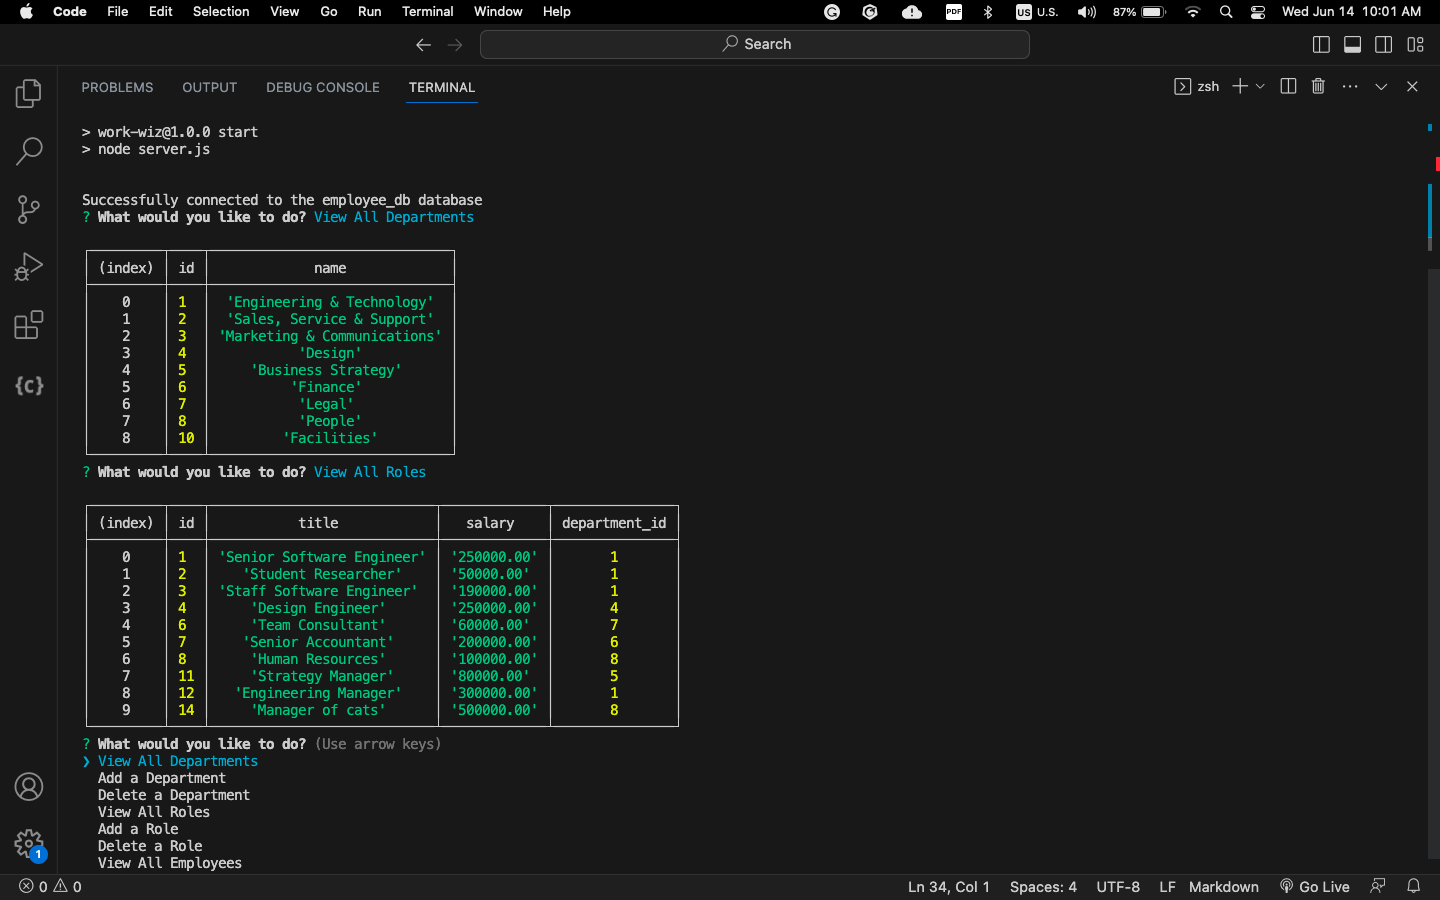 Code File Edit Selection View Go Run Terminal Window Help PDF US U.S. 87% Wed Jun 14 10:01 AM
Search
PROBLEMS OUTPUT DEBUG CONSOLE TERMINAL zsh
> work-wiz@1.0.0 start
> node server.js
Successfully connected to the employee_db database
? What would you like to do? View All Departments
(index) id name
0 1 'Engineering & Technology'
1 2 'Sales, Service & Support'
2 3 'Marketing & Communications'
3 4 'Design'
4 5 'Business Strategy'
5 6 'Finance'
6 7 'Legal'
7 8 'People'
8 10 'Facilities'
? What would you like to do? View All Roles
(index) id title salary department_id
0 1 'Senior Software Engineer' '250000.00' 1
1 2 'Student Researcher' '50000.00' 1
2 3 'Staff Software Engineer' '190000.00' 1
3 4 'Design Engineer' '250000.00' 4
4 6 'Team Consultant' '60000.00' 7
5 7 'Senior Accountant' '200000.00' 6
6 8 'Human Resources' '100000.00' 8
7 11 'Strategy Manager' '80000.00' 5
8 12 'Engineering Manager' '300000.00' 1
9 14 'Manager of cats' '500000.00' 8
? What would you like to do? (Use arrow keys)
❯ View All Departments
Add a Department
Delete a Department
View All Roles
Add a Role
Delete a Role
View All Employees
{C}
1
0 0 Ln 34, Col 1 Spaces: 4 UTF-8 LF Markdown Go Live